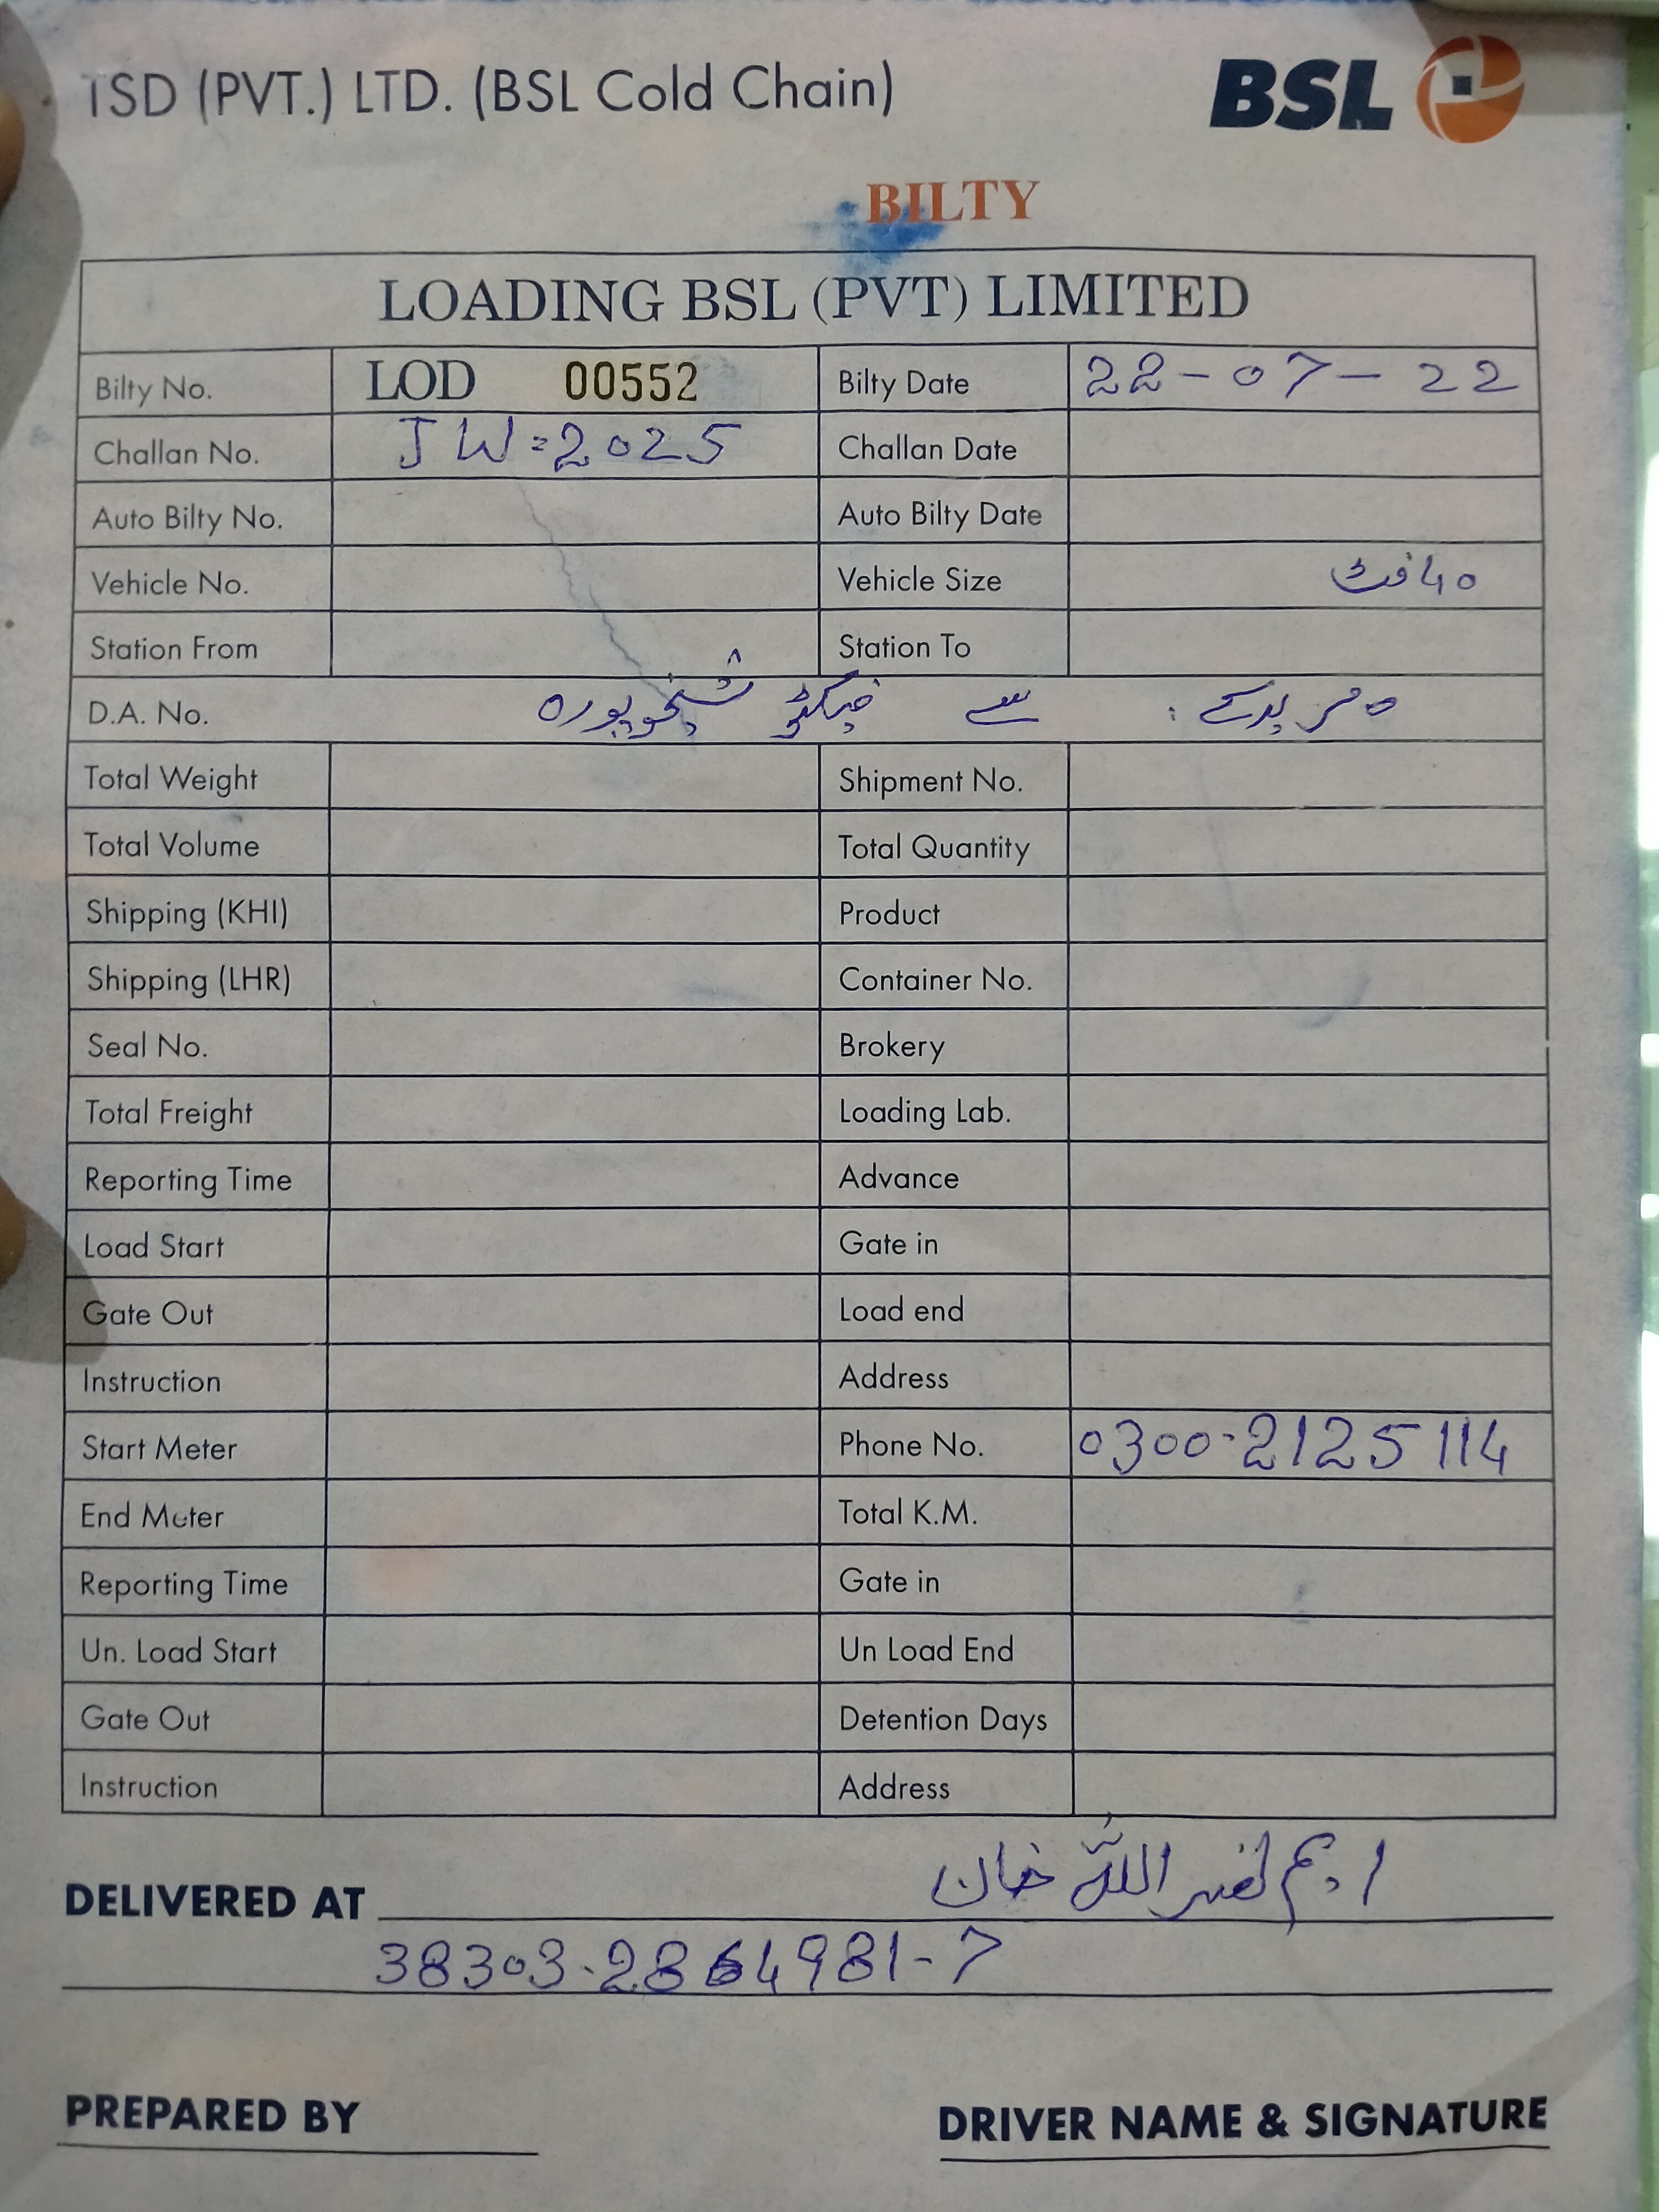 TSD (PVT.) LTD. (BSL Cold Chain) BSL
BILTY
LOADING BSL (PVT) LIMITED
Bilty No. LOD 00552 Bilty Date 22-07-22
Challan No. JW=2025 Challan Date
Auto Bilty No. Auto Bilty Date
Vehicle No. Vehicle Size 40 فٹ
Station From Station To
D.A. No. سے شیخوپورہ
Total Weight Shipment No.
Total Volume Total Quantity
Shipping (KHI) Product
Shipping (LHR) Container No.
Seal No. Brokery
Total Freight Loading Lab.
Reporting Time Advance
Load Start Gate in
Gate Out Load end
Instruction Address
Start Meter Phone No. 0300-2125114
End Meter Total K.M.
Reporting Time Gate in
Un. Load Start Un Load End
Gate Out Detention Days
Instruction Address
DELIVERED AT ایم نصر اللہ خان
38303-2864981-7
PREPARED BY DRIVER NAME & SIGNATURE